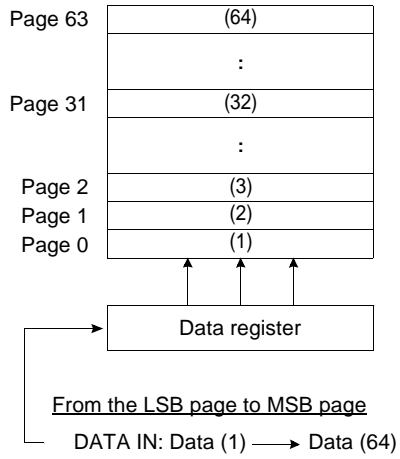 Page 63 (64)
:
Page 31 (32)
:
Page 2 (3)
Page 1 (2)
Page 0 (1)
Data register
From the LSB page to MSB page
DATA IN: Data (1) → Data (64)